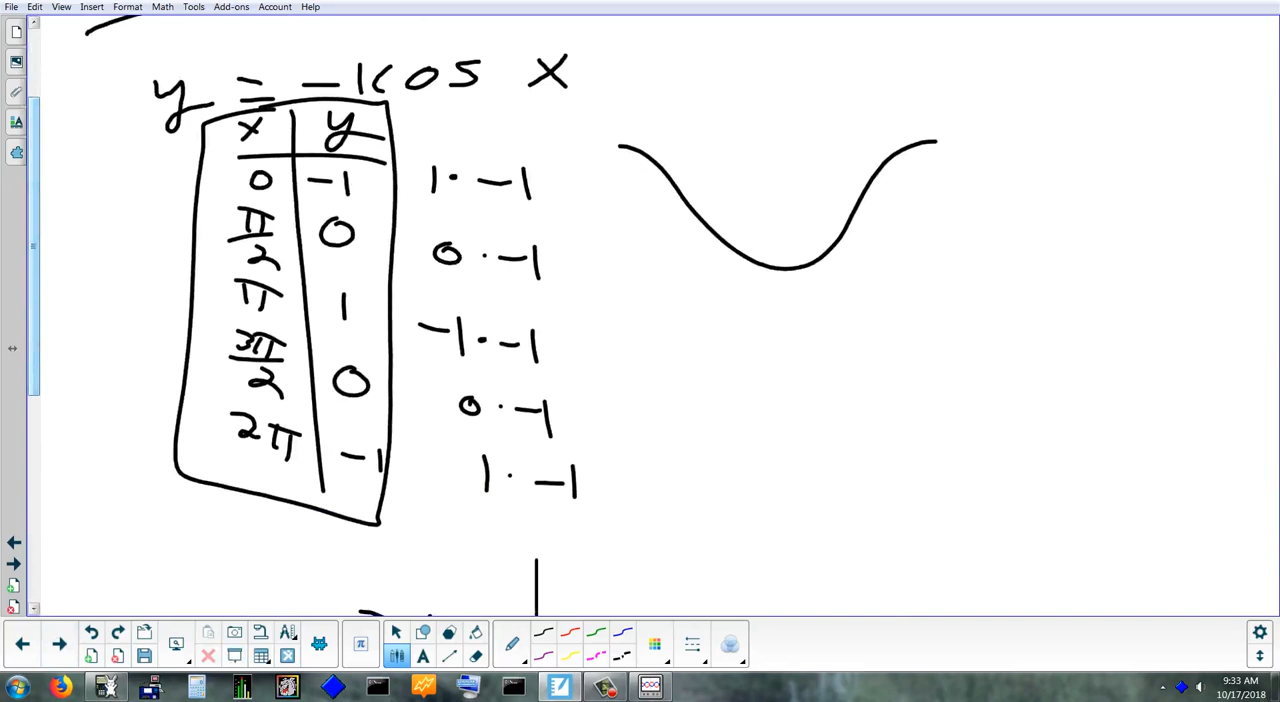 File Edit View Insert Format Math Tools Add-ons Account Help
y = -1cos x
x y
0 -1 1 · -1
π/2 0 0 · -1
π 1 -1 · -1
3π/2 0 0 · -1
2π -1 1 · -1
π
A
9:33 AM
10/17/2018